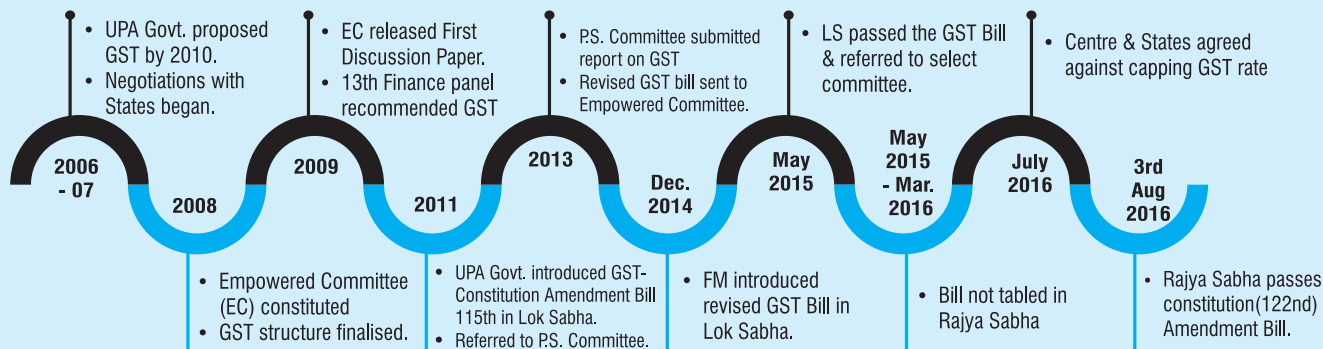 • UPA Govt. proposed
GST by 2010.
• Negotiations with
States began.
2006
- 07
2008
• Empowered Committee
(EC) constituted
• GST structure finalised.
• EC released First
Discussion Paper.
• 13th Finance panel
recommended GST
2009
2011
• UPA Govt. introduced GST-
Constitution Amendment Bill
115th in Lok Sabha.
• Referred to P.S. Committee.
• P.S. Committee submitted
report on GST
• Revised GST bill sent to
Empowered Committee.
2013
Dec.
2014
• FM introduced
revised GST Bill in
Lok Sabha.
• LS passed the GST Bill
& referred to select
committee.
May
2015
May
2015
- Mar.
2016
• Bill not tabled in
Rajya Sabha
• Centre & States agreed
against capping GST rate
July
2016
3rd
Aug
2016
• Rajya Sabha passes
constitution(122nd)
Amendment Bill.